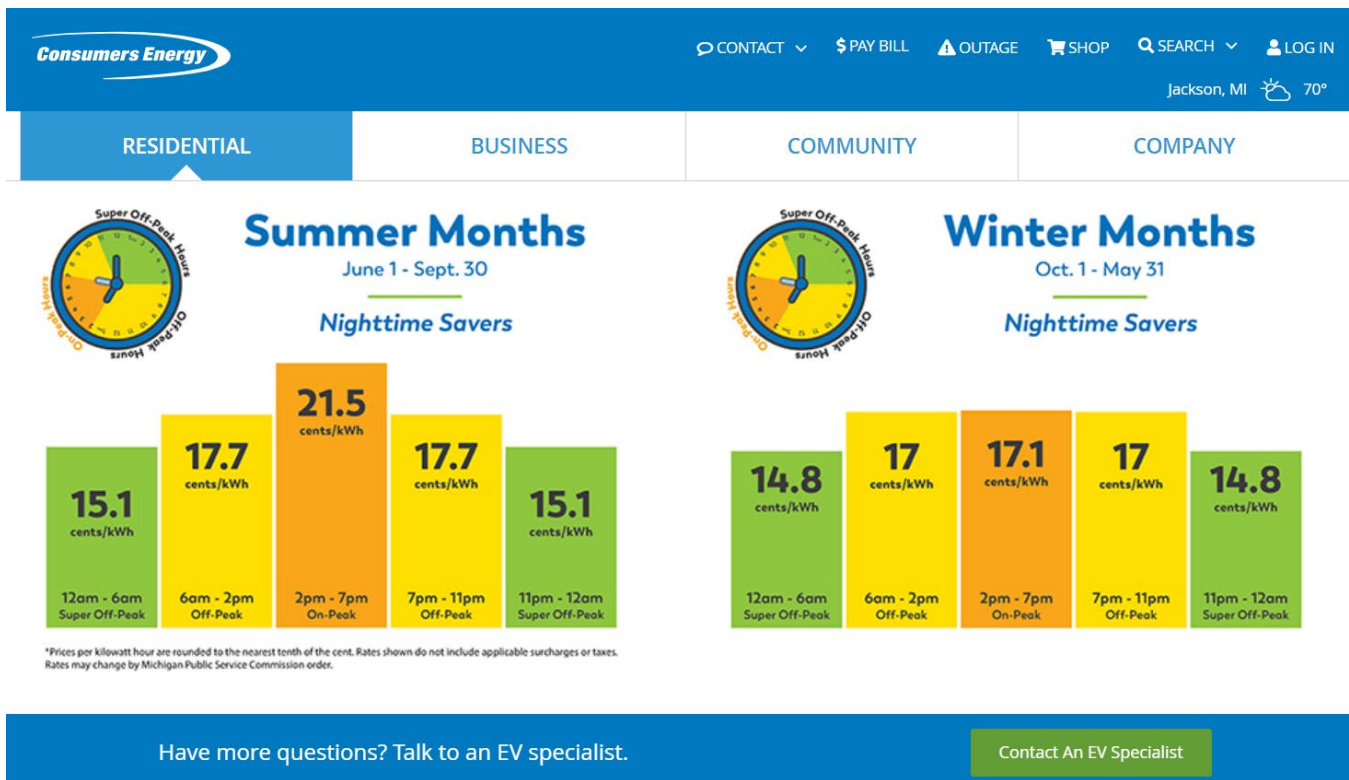 Consumers Energy
CONTACT
$ PAY BILL
OUTAGE
SHOP
SEARCH
LOG IN
Jackson, MI
70°
RESIDENTIAL
BUSINESS
COMMUNITY
COMPANY
Super Off-Peak Hours
On-Peak Hours
Off-Peak Hours
Summer Months
June 1 - Sept. 30
Nighttime Savers
15.1
cents/kWh
12am - 6am
Super Off-Peak
17.7
cents/kWh
6am - 2pm
Off-Peak
21.5
cents/kWh
2pm - 7pm
On-Peak
17.7
cents/kWh
7pm - 11pm
Off-Peak
15.1
cents/kWh
11pm - 12am
Super Off-Peak
*Prices per kilowatt hour are rounded to the nearest tenth of the cent. Rates shown do not include applicable surcharges or taxes.
Rates may change by Michigan Public Service Commission order.
Super Off-Peak Hours
On-Peak Hours
Off-Peak Hours
Winter Months
Oct. 1 - May 31
Nighttime Savers
14.8
cents/kWh
12am - 6am
Super Off-Peak
17
cents/kWh
6am - 2pm
Off-Peak
17.1
cents/kWh
2pm - 7pm
On-Peak
17
cents/kWh
7pm - 11pm
Off-Peak
14.8
cents/kWh
11pm - 12am
Super Off-Peak
Have more questions? Talk to an EV specialist.
Contact An EV Specialist